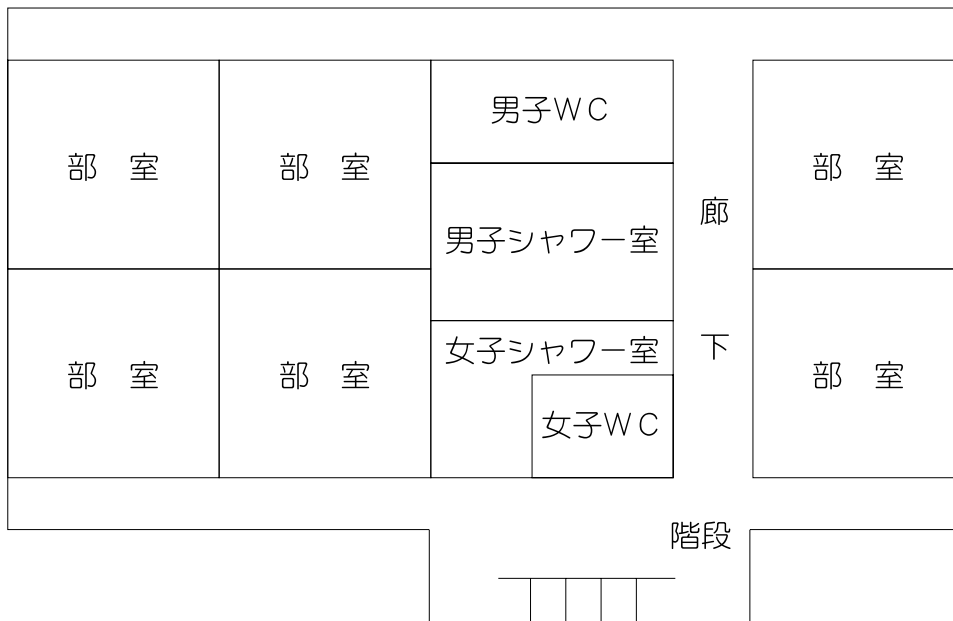 男子ＷＣ
部　室
部　室
部　室
男子シャワー室
廊
下
女子シャワー室
部　室
部　室
部　室
女子ＷＣ
階段